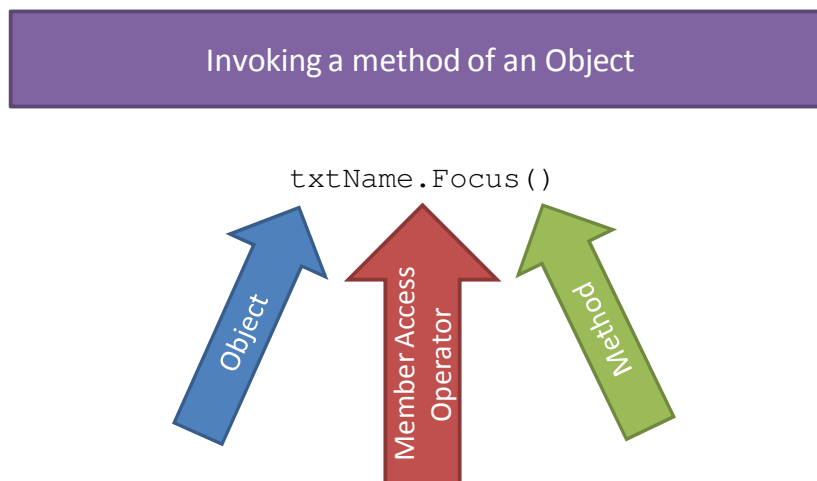 Invoking a method of an Object
txtName.Focus()
Object
Member Access
Operator
Method